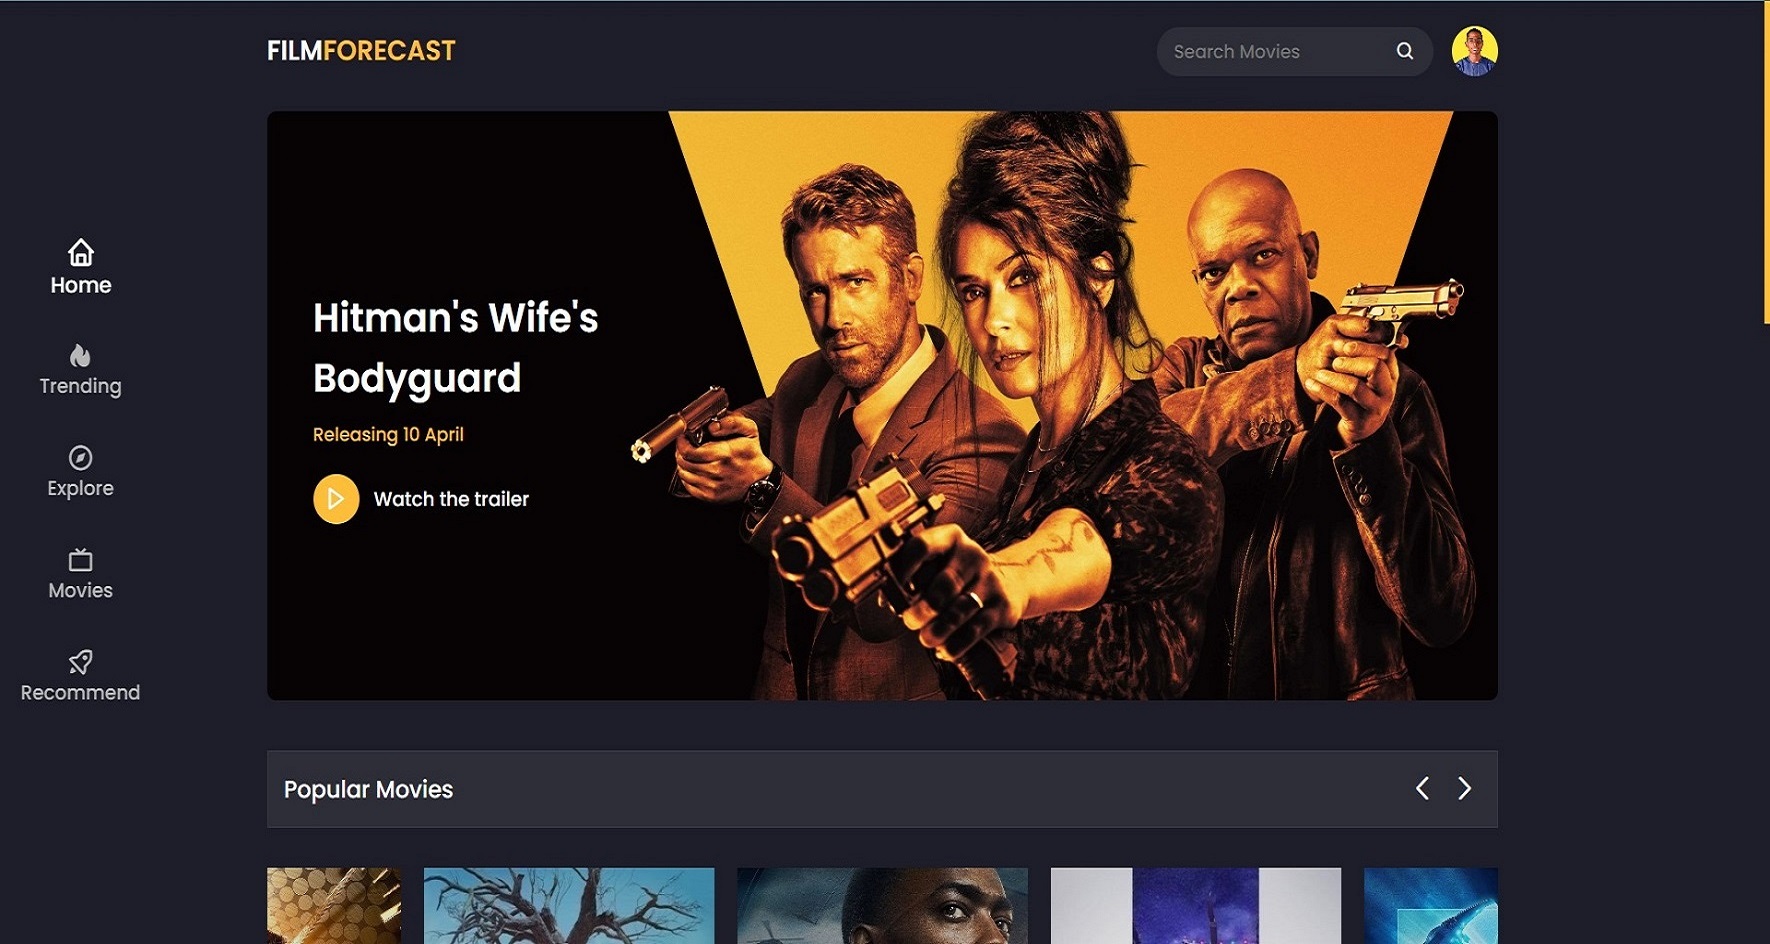 FILMFORECAST
Search Movies
Home
Trending
Explore
Movies
Recommend
Hitman's Wife's
Bodyguard
Releasing 10 April
Watch the trailer
Popular Movies